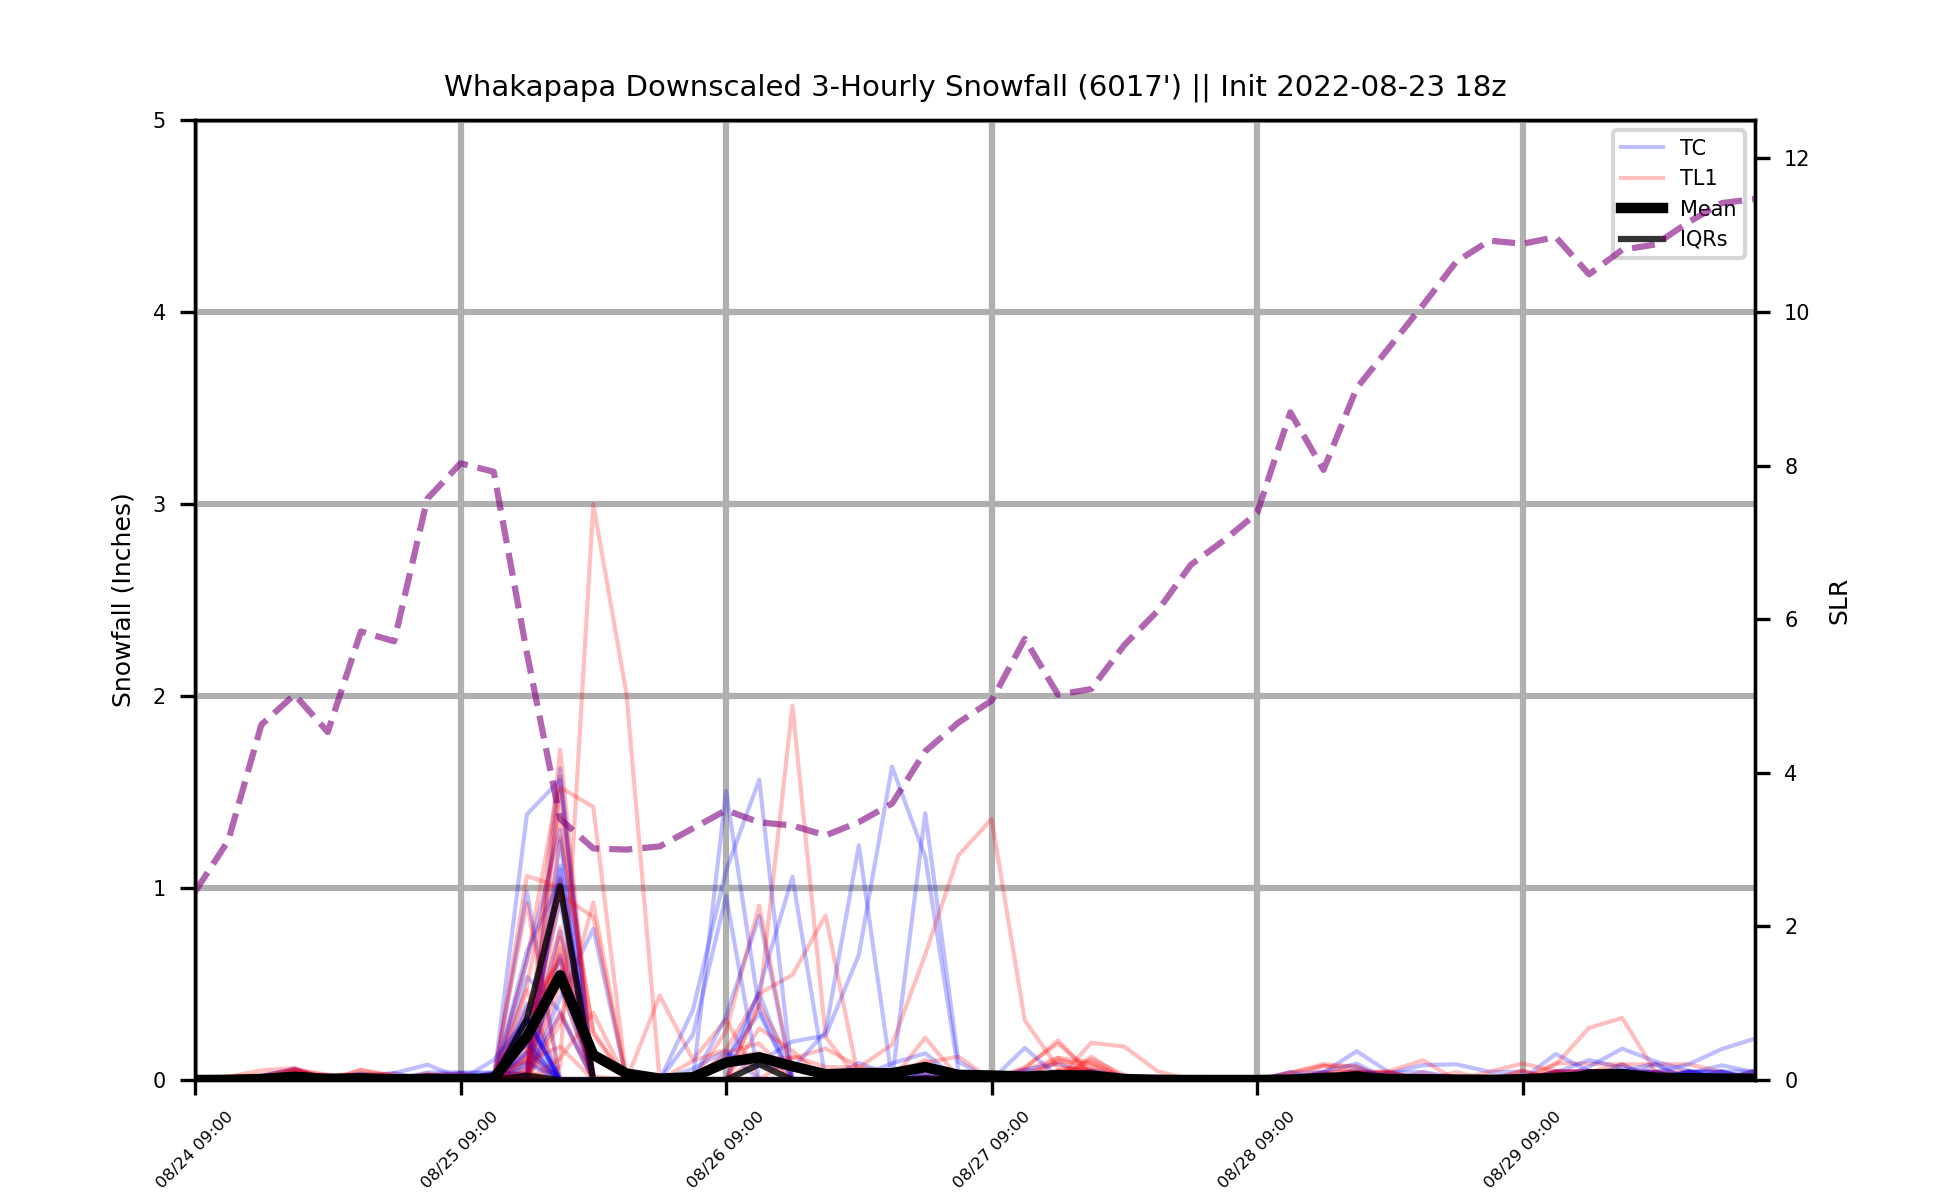 Whakapapa Downscaled 3-Hourly Snowfall (6017') || Init 2022-08-23 18z
TC
TL1
Mean
IQRs
Snowfall (Inches)
5
4
3
2
1
0
12
10
8
6
4
2
0
SLR
08/24 09:00
08/25 09:00
08/26 09:00
08/27 09:00
08/28 09:00
08/29 09:00